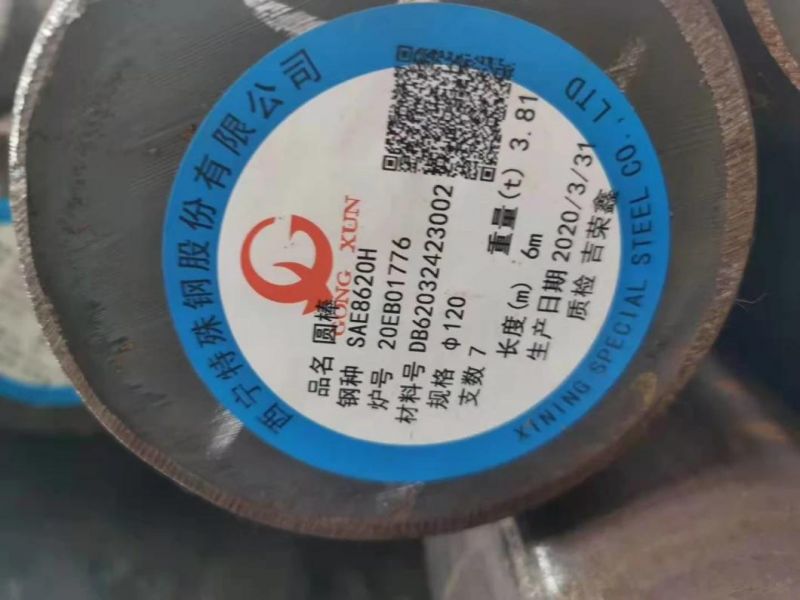 西宁特殊钢股份有限公司
GONG XUN
品名 圆棒
钢种 SAE8620H
炉号 20EB01776
材料号 DB620324423002
规格 φ120
支数 7
重量(t) 3.81
长度(m) 6m
生产日期 2020/3/31
质检 吉荣鑫
XINING SPECIAL STEEL CO., LTD